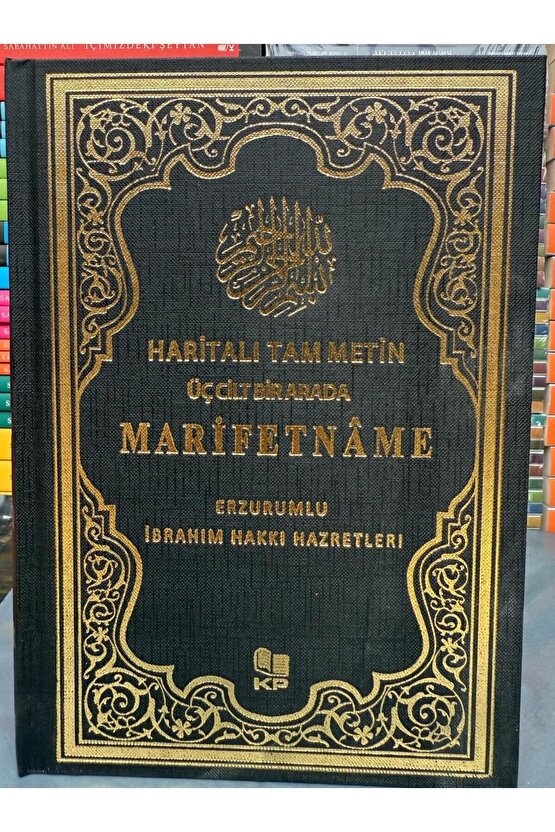 SABAHATTİN ALİ İÇİMİZDEKİ ŞEYTAN
HARİTALI TAM METİN
ÜÇ CİLT BİR ARADA
MARİFETNÂME
ERZURUMLU
İBRAHIM HAKKI HAZRETLERI
KP